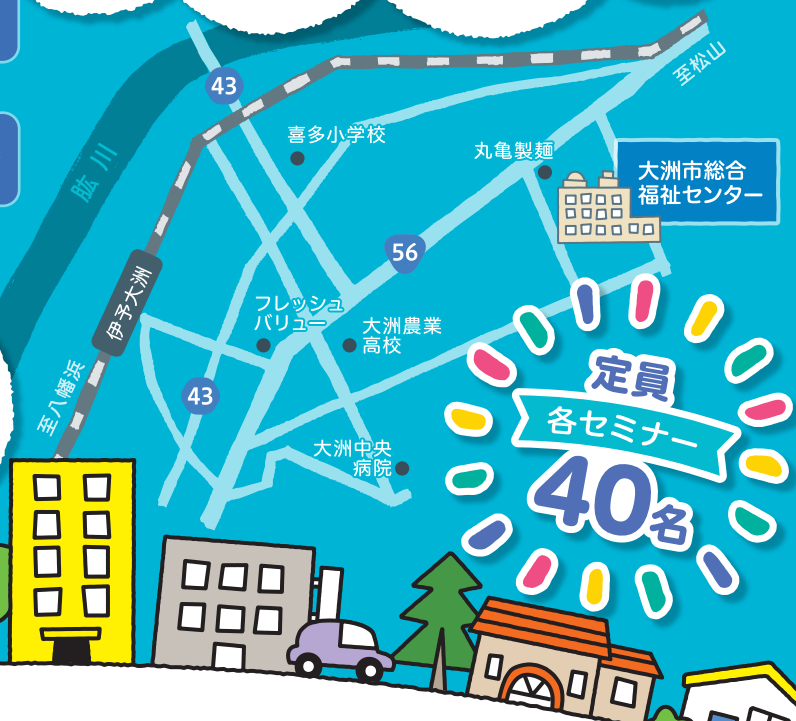 至松山
43
喜多小学校
丸亀製麺
大洲市総合
福祉センター
肱川
56
伊予大洲
フレッシュ
バリュー
大洲農業
高校
至八幡浜
43
定員
各セミナー
40名
大洲中央
病院